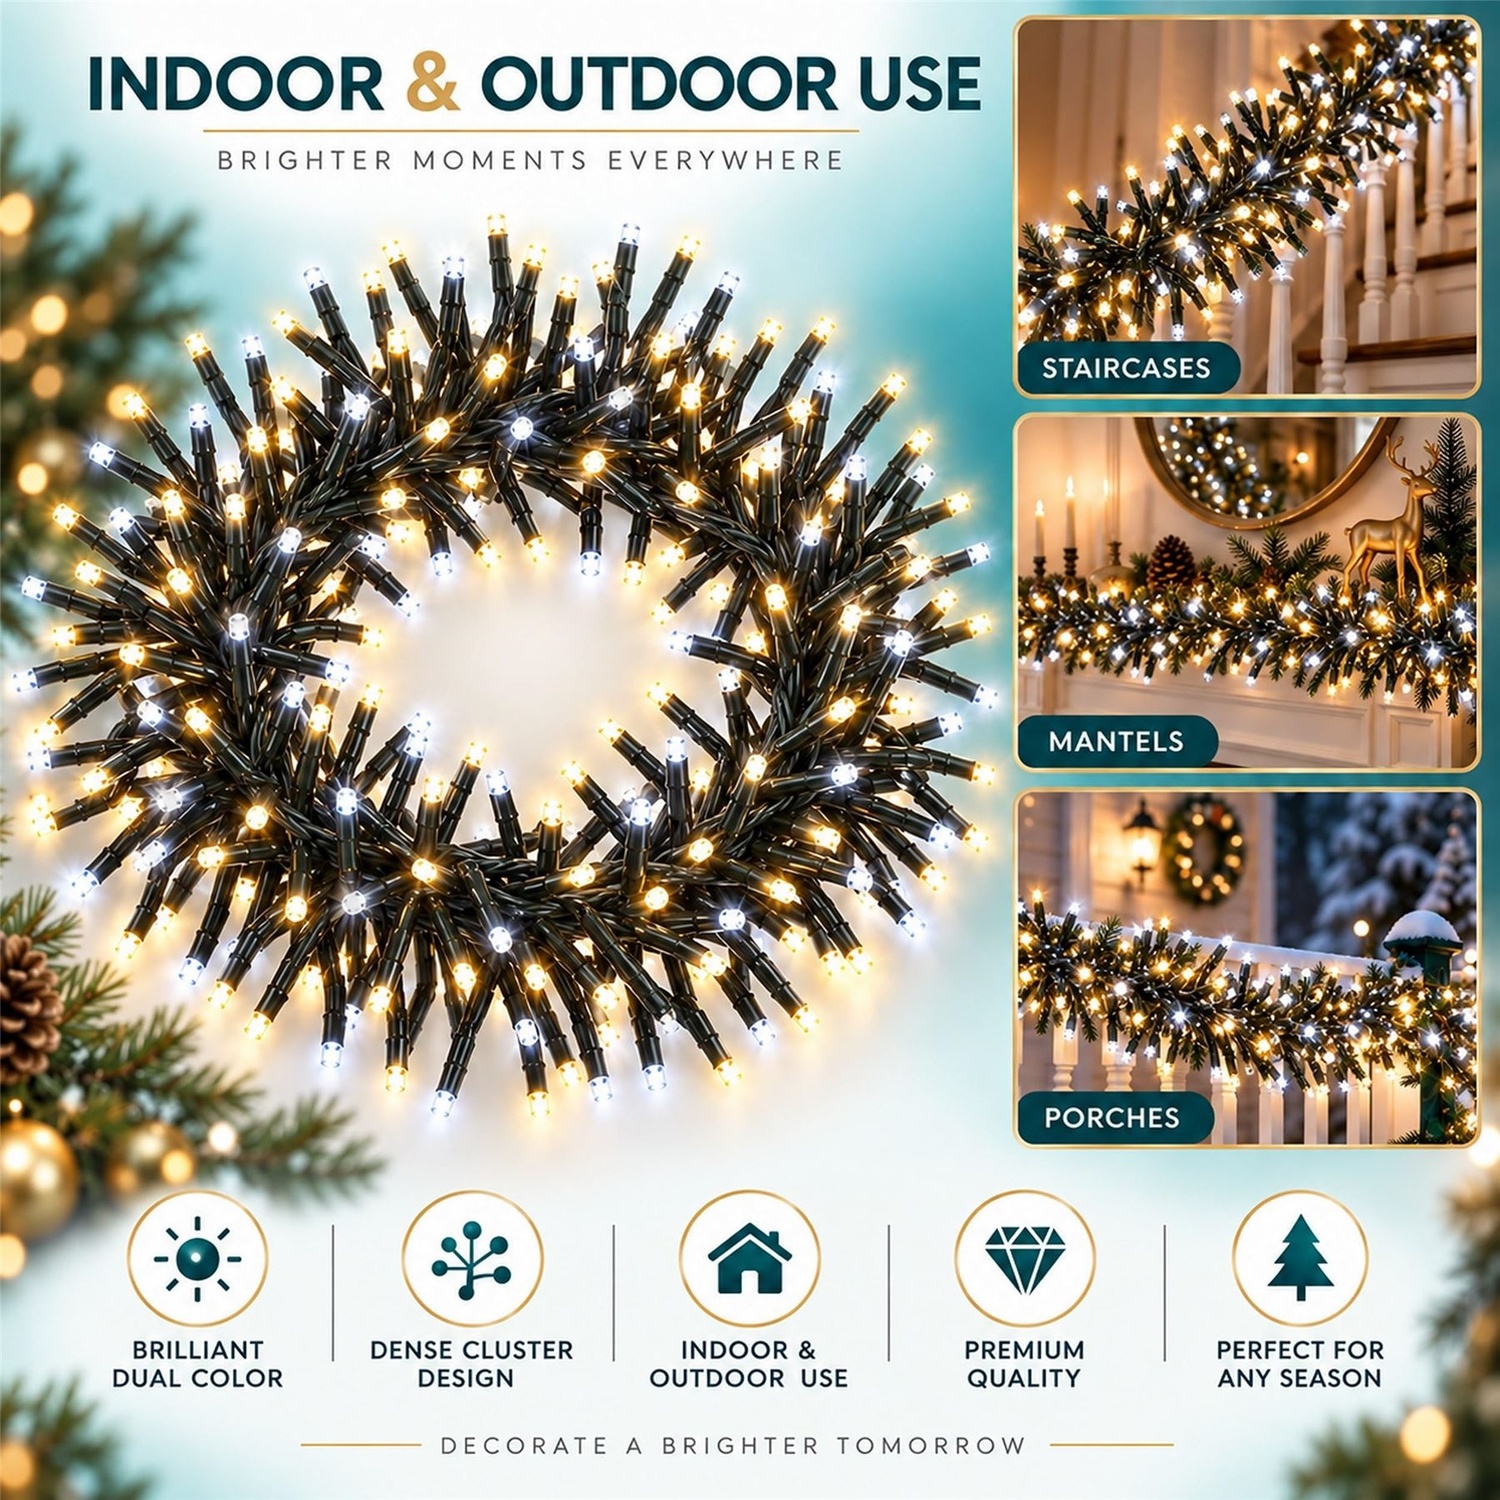 INDOOR & OUTDOOR USE
BRIGHTER MOMENTS EVERYWHERE
STAIRCASES
MANTELS
PORCHES
BRILLIANT
DUAL COLOR
DENSE CLUSTER
DESIGN
INDOOR &
OUTDOOR USE
PREMIUM
QUALITY
PERFECT FOR
ANY SEASON
DECORATE A BRIGHTER TOMORROW